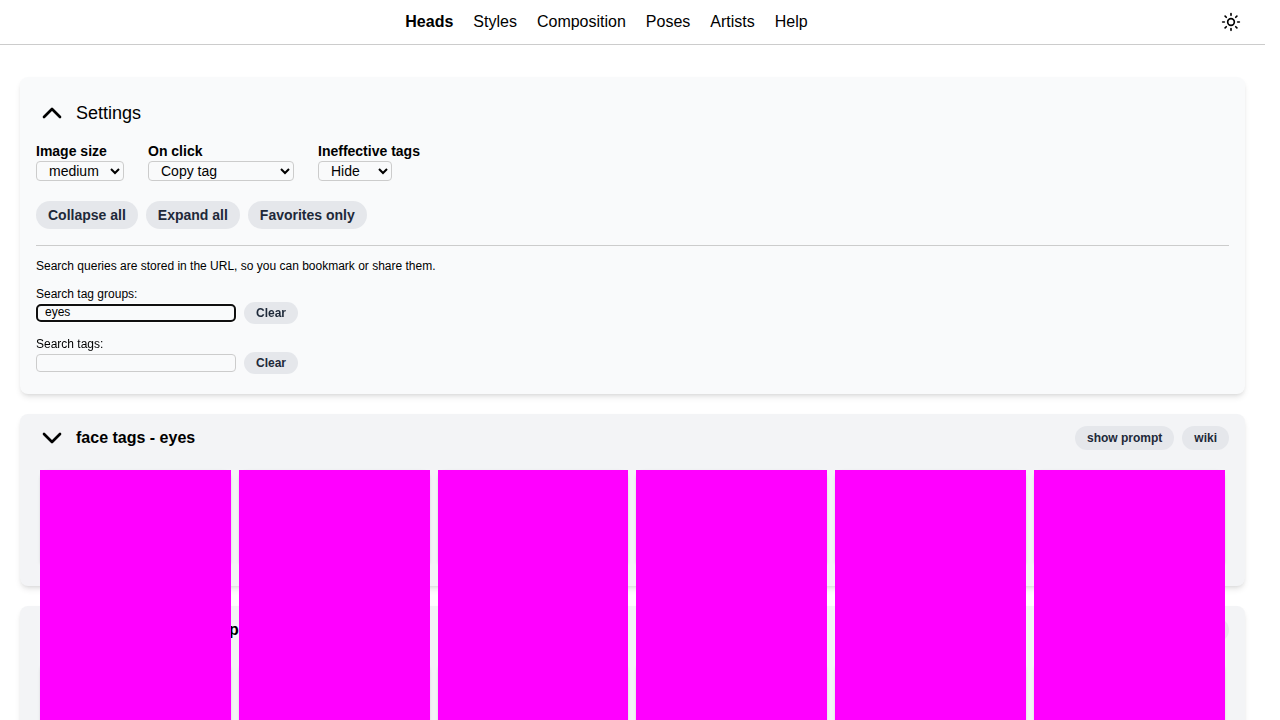 Heads Styles Composition Poses Artists Help
Settings
Image size On click Ineffective tags
medium Copy tag Hide
Collapse all Expand all Favorites only
Search queries are stored in the URL, so you can bookmark or share them.
Search tag groups:
eyes Clear
Search tags:
Clear
face tags - eyes show prompt wiki